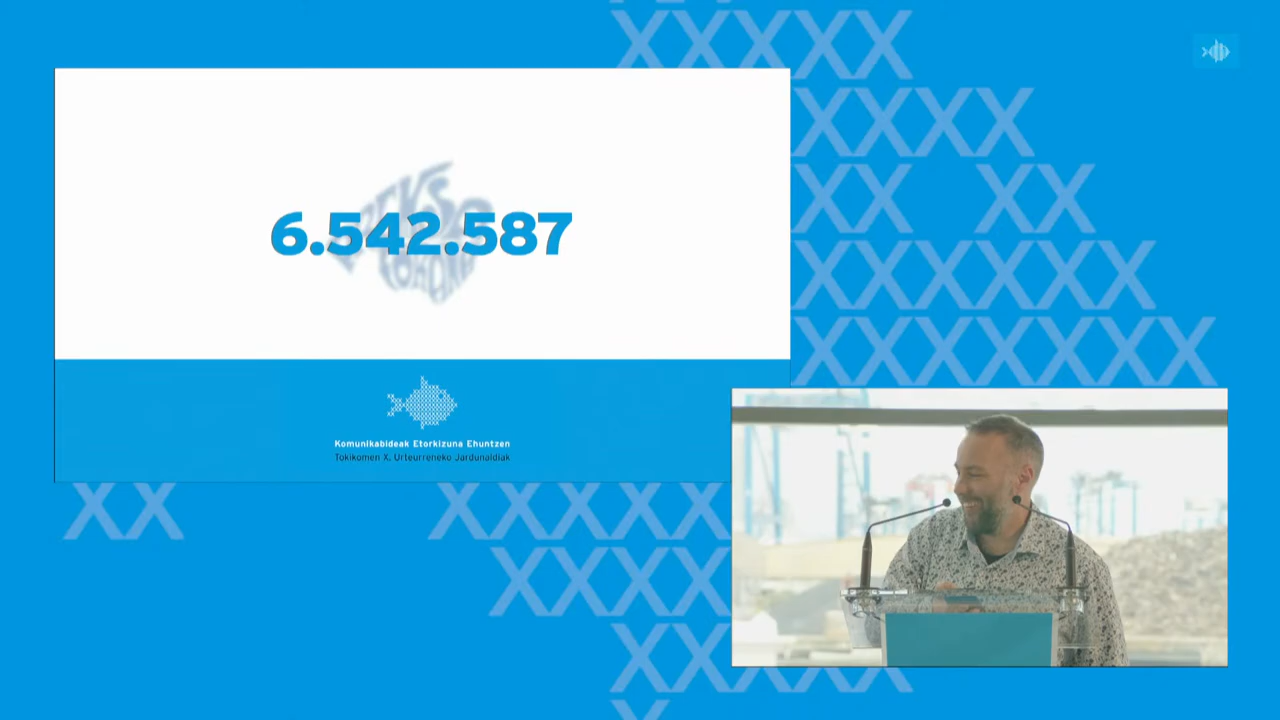 6.542.587
Komunikabideak Etorkizuna Ehuntzen
Tokikomen X. Urteurreneko Jardunaldiak